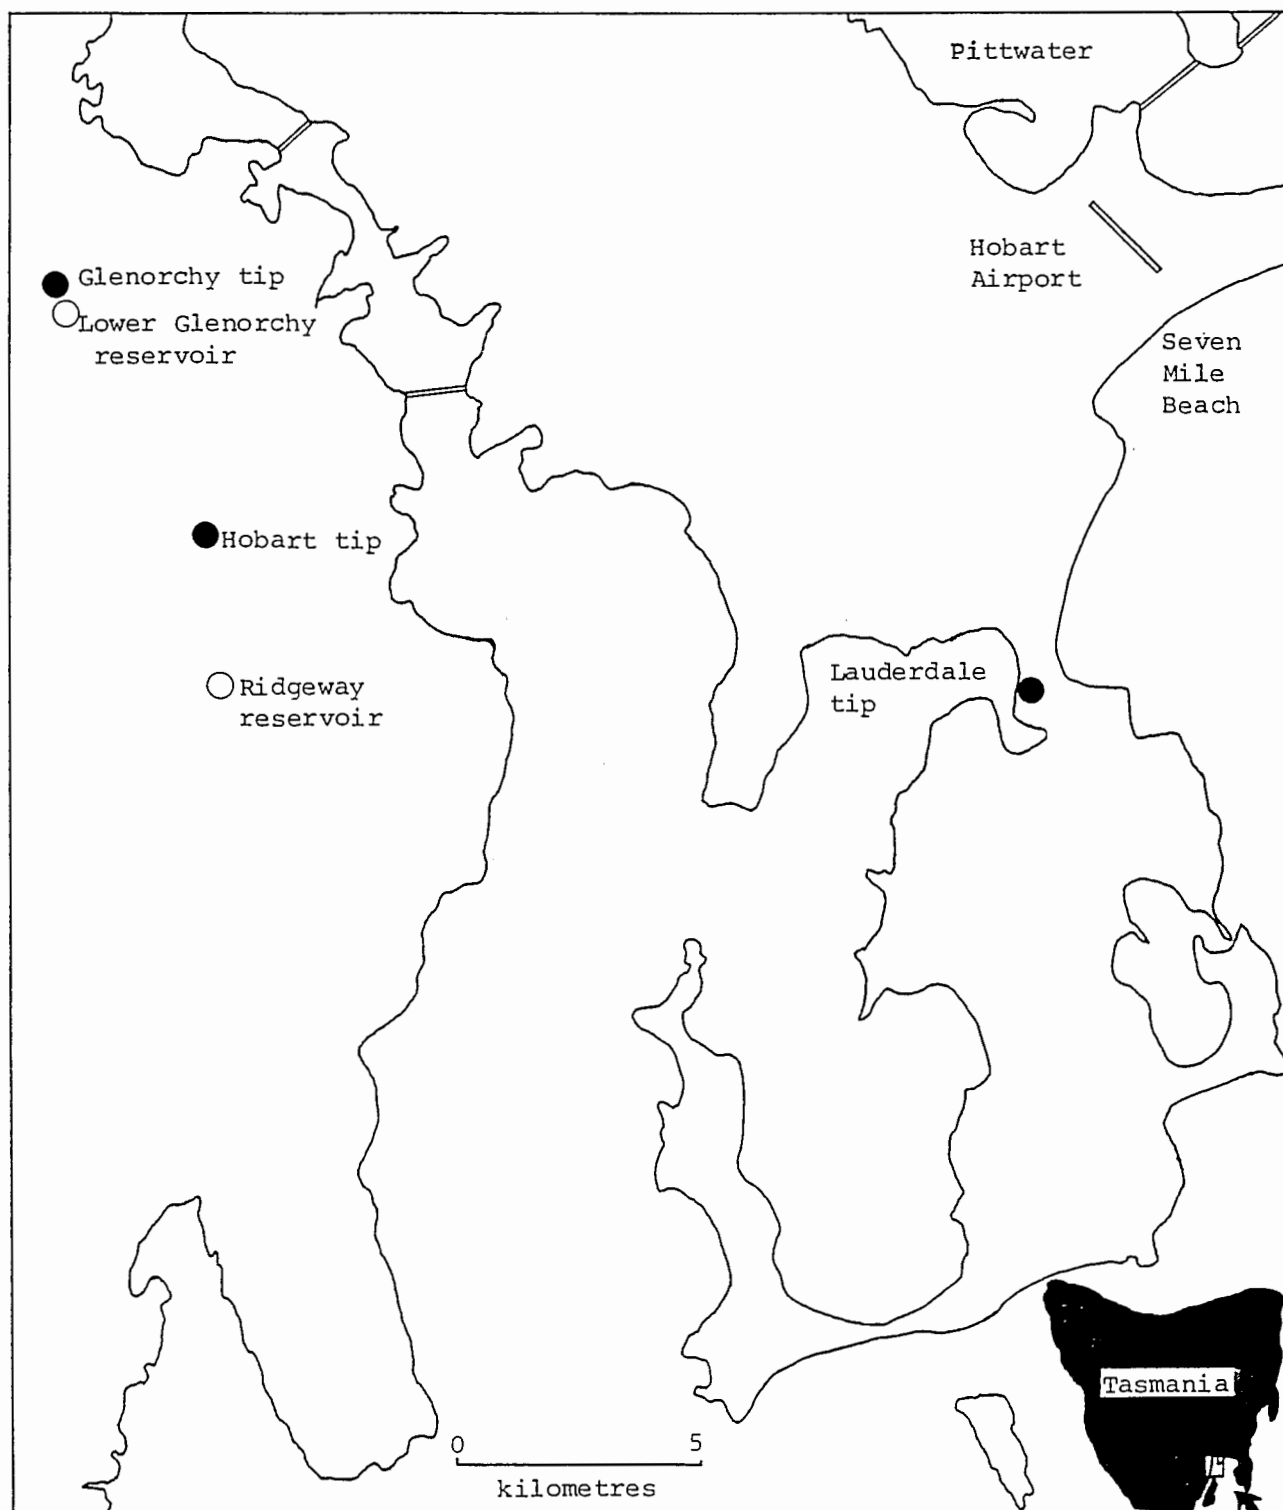 Pittwater
Hobart
Airport
Glenorchy tip
Lower Glenorchy
reservoir
Seven
Mile
Beach
Hobart tip
Ridgeway
reservoir
Lauderdale
tip
Tasmania
0 5
kilometres